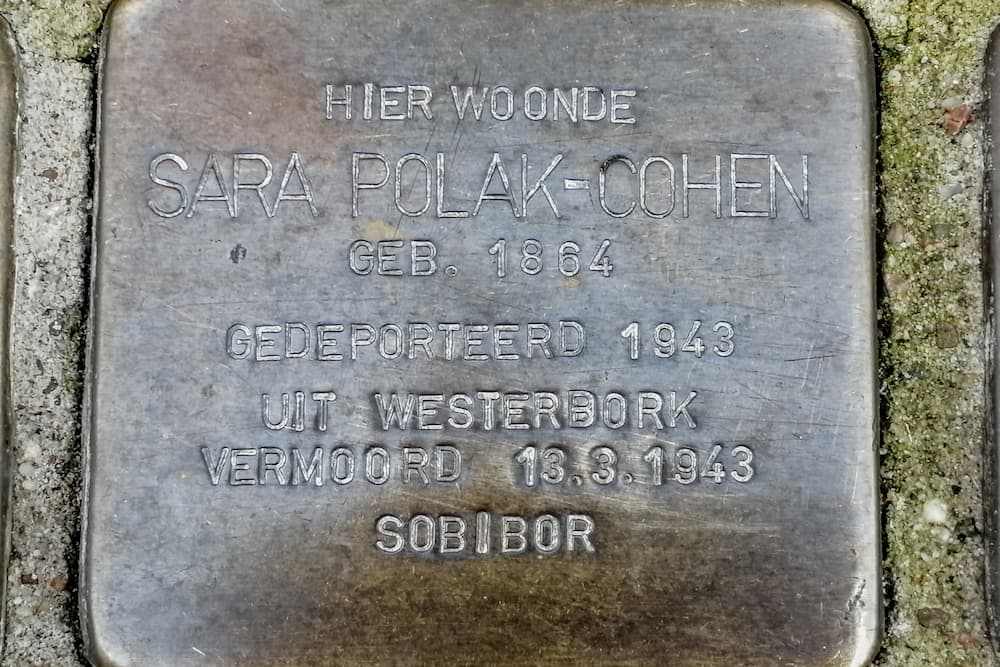 HIER WOONDE
SARA POLAK-COHEN
GEB. 1864
GEDEPORTEERD 1943
UIT WESTERBORK
VERMOORD 13.3.1943
SOBIBOR